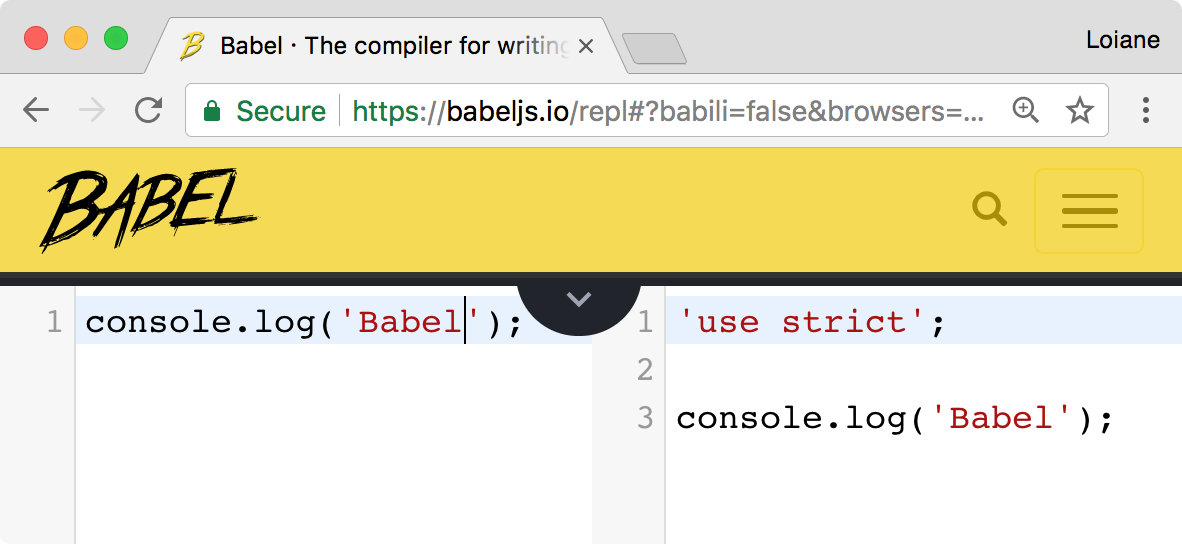 Babel · The compiler for writing
Loiane
Secure https://babeljs.io/repl#?babili=false&browsers=...
BABEL
1 console.log('Babel');
1 'use strict';
2
3 console.log('Babel');